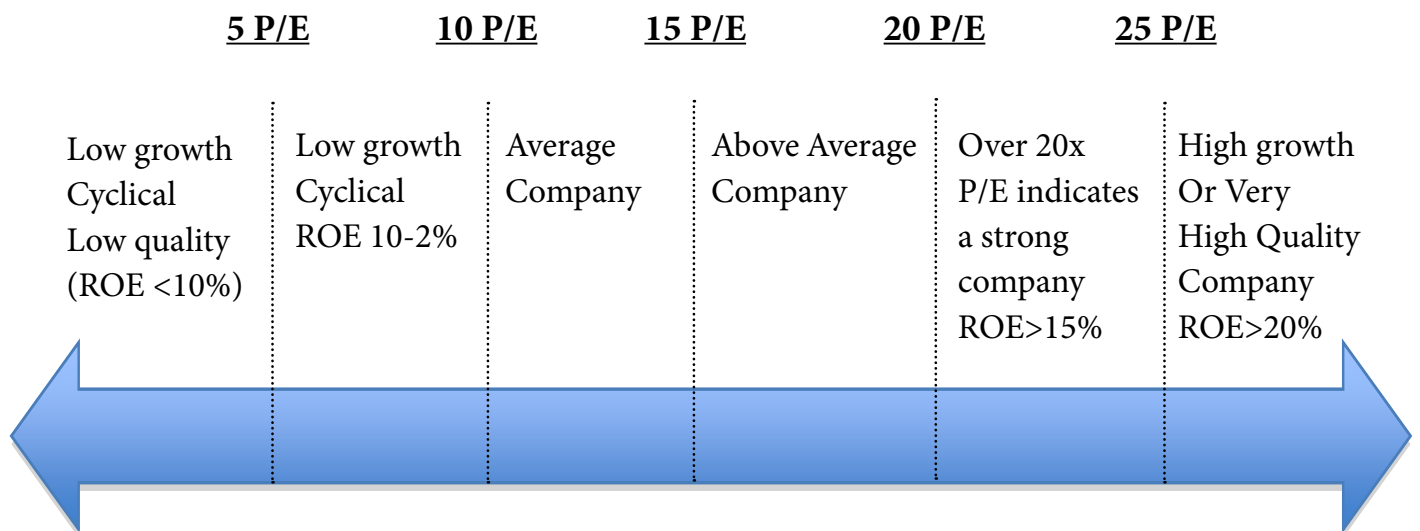 5 P/E
10 P/E
15 P/E
20 P/E
25 P/E
Low growth
Cyclical
Low quality
(ROE <10%)
Low growth
Cyclical
ROE 10-2%
Average
Company
Above Average
Company
Over 20x
P/E indicates
a strong
company
ROE>15%
High growth
Or Very
High Quality
Company
ROE>20%